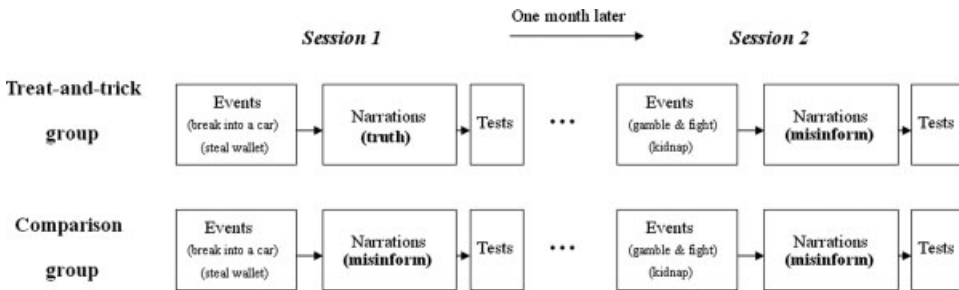 One month later
Session 1
Session 2
Treat-and-trick
group
Events
(break into a car)
(steal wallet)
Narrations
(truth)
Tests
...
Events
(gamble & fight)
(kidnap)
Narrations
(misinform)
Tests
Comparison
group
Events
(break into a car)
(steal wallet)
Narrations
(misinform)
Tests
...
Events
(gamble & fight)
(kidnap)
Narrations
(misinform)
Tests